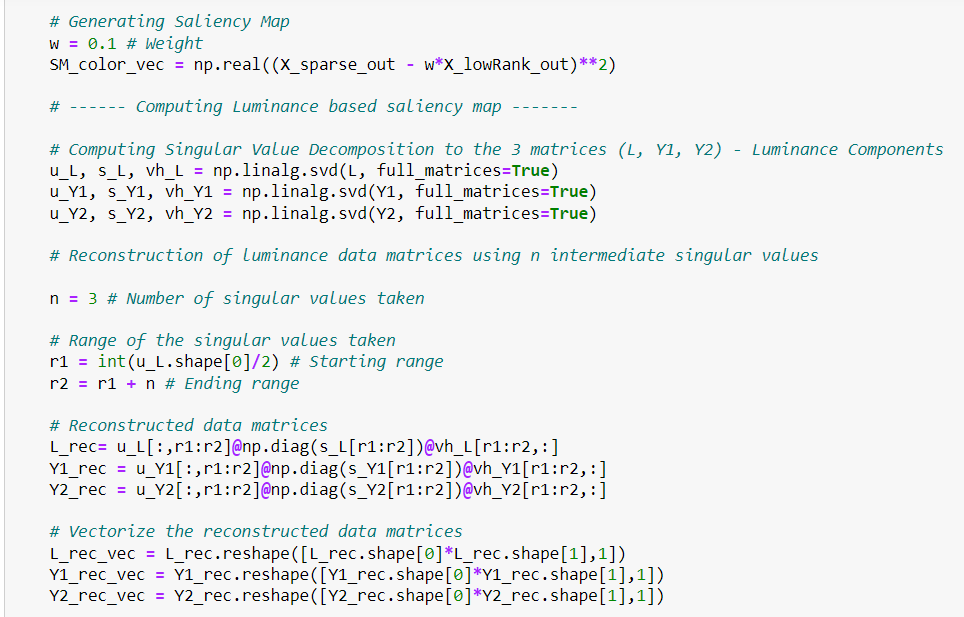 # Generating Saliency Map
w = 0.1 # Weight
SM_color_vec = np.real((X_sparse_out - w*X_lowRank_out)**2)
# ------ Computing Luminance based saliency map -------
# Computing Singular Value Decomposition to the 3 matrices (L, Y1, Y2) - Luminance Components
u_L, s_L, vh_L = np.linalg.svd(L, full_matrices=True)
u_Y1, s_Y1, vh_Y1 = np.linalg.svd(Y1, full_matrices=True)
u_Y2, s_Y2, vh_Y2 = np.linalg.svd(Y2, full_matrices=True)
# Reconstruction of luminance data matrices using n intermediate singular values
n = 3 # Number of singular values taken
# Range of the singular values taken
r1 = int(u_L.shape[0]/2) # Starting range
r2 = r1 + n # Ending range
# Reconstructed data matrices
L_rec= u_L[:,r1:r2]@np.diag(s_L[r1:r2])@vh_L[r1:r2,:]
Y1_rec = u_Y1[:,r1:r2]@np.diag(s_Y1[r1:r2])@vh_Y1[r1:r2,:]
Y2_rec = u_Y2[:,r1:r2]@np.diag(s_Y2[r1:r2])@vh_Y2[r1:r2,:]
# Vectorize the reconstructed data matrices
L_rec_vec = L_rec.reshape([L_rec.shape[0]*L_rec.shape[1],1])
Y1_rec_vec = Y1_rec.reshape([Y1_rec.shape[0]*Y1_rec.shape[1],1])
Y2_rec_vec = Y2_rec.reshape([Y2_rec.shape[0]*Y2_rec.shape[1],1])